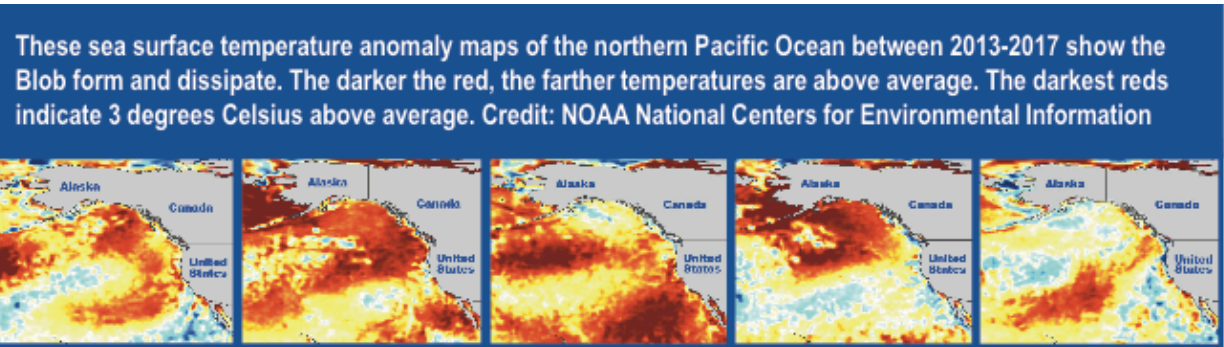 These sea surface temperature anomaly maps of the northern Pacific Ocean between 2013-2017 show the
Blob form and dissipate. The darker the red, the farther temperatures are above average. The darkest reds
indicate 3 degrees Celsius above average. Credit: NOAA National Centers for Environmental Information
Alaska
Canada
United
States
Alaska
Canada
United
States
Alaska
Canada
United
States
Alaska
Canada
United
States
Alaska
Canada
United
States